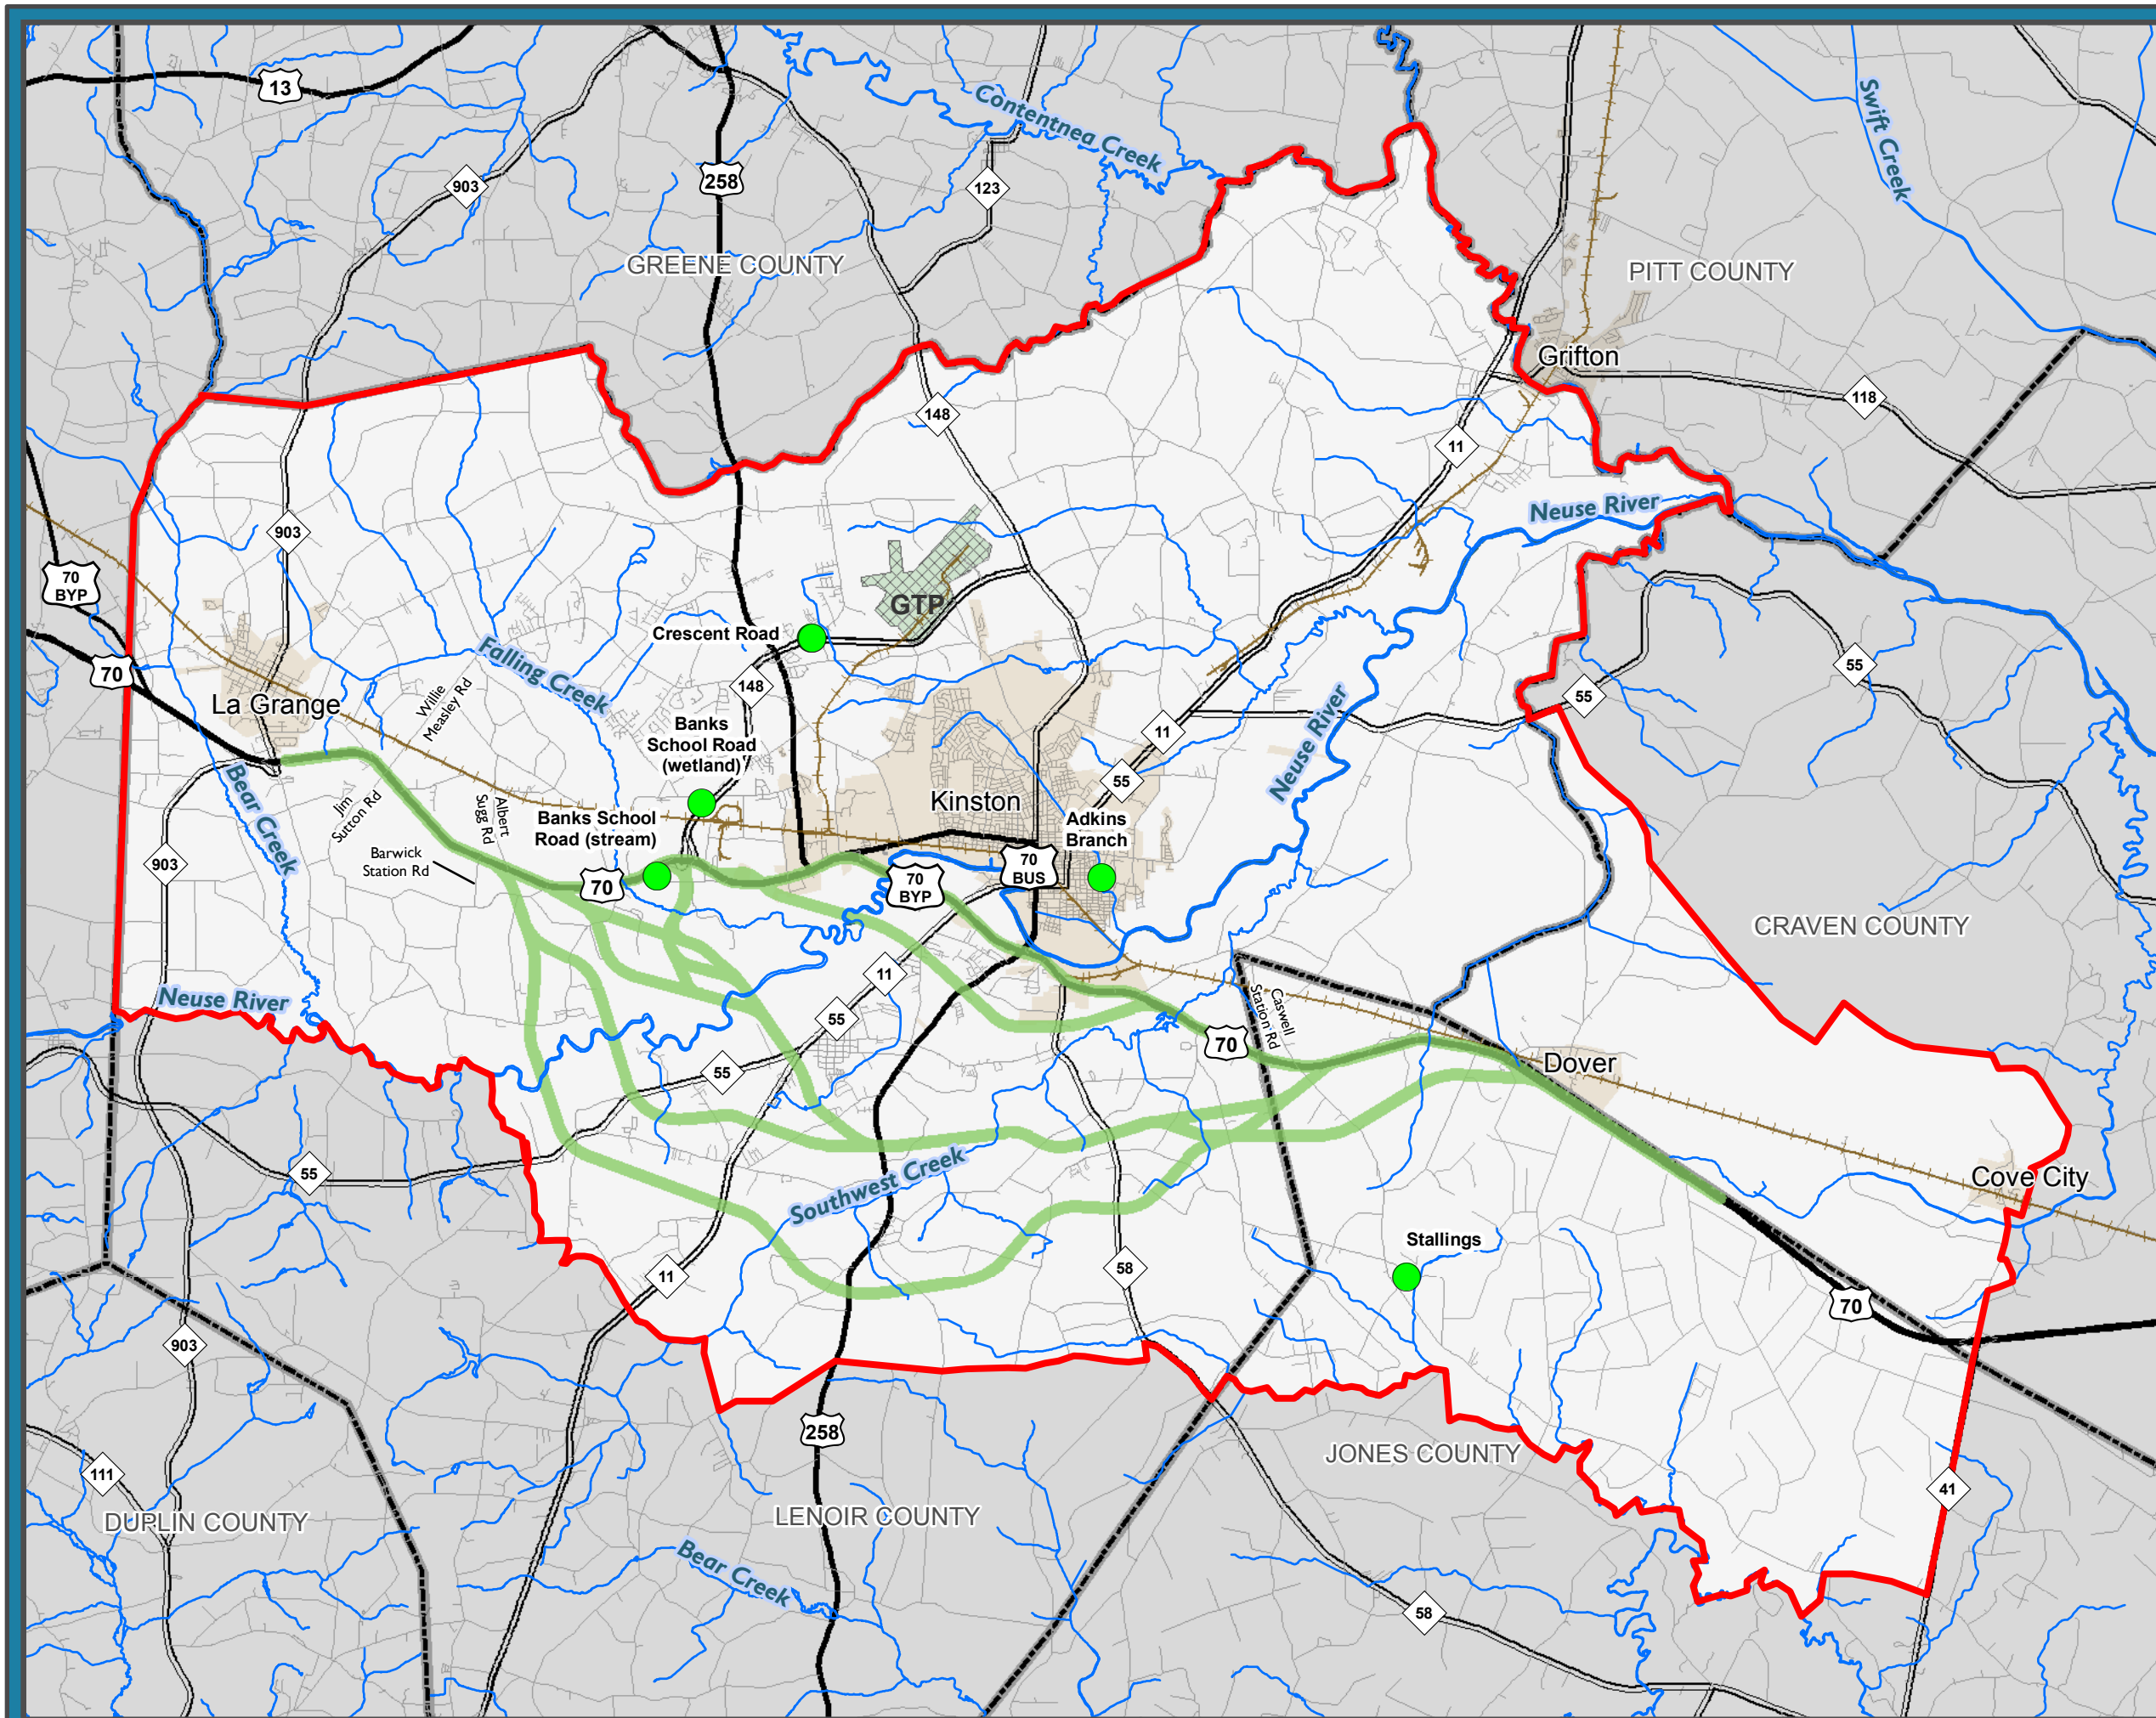 13
903
258
123
Contentnea Creek
Swift Creek
GREENE COUNTY
PITT COUNTY
Grifton
118
148
11
Neuse River
903
70
BYP
GTP
Crescent Road
55
55
70
La Grange
Willie
Measley Rd
Falling Creek
148
Banks
School Road
(wetland)
11
Neuse River
55
Kinston
Bear Creek
Jim
Sutton Rd
Albert
Sugg Rd
Banks School
Road (stream)
Adkins
Branch
Barwick
Station Rd
903
70
70
BYP
70
BUS
CRAVEN COUNTY
11
Neuse River
55
Caswell
Station Rd
70
55
Dover
55
Southwest Creek
Cove City
Stallings
11
58
70
903
258
JONES COUNTY
111
41
DUPLIN COUNTY
LENOIR COUNTY
Bear Creek
58